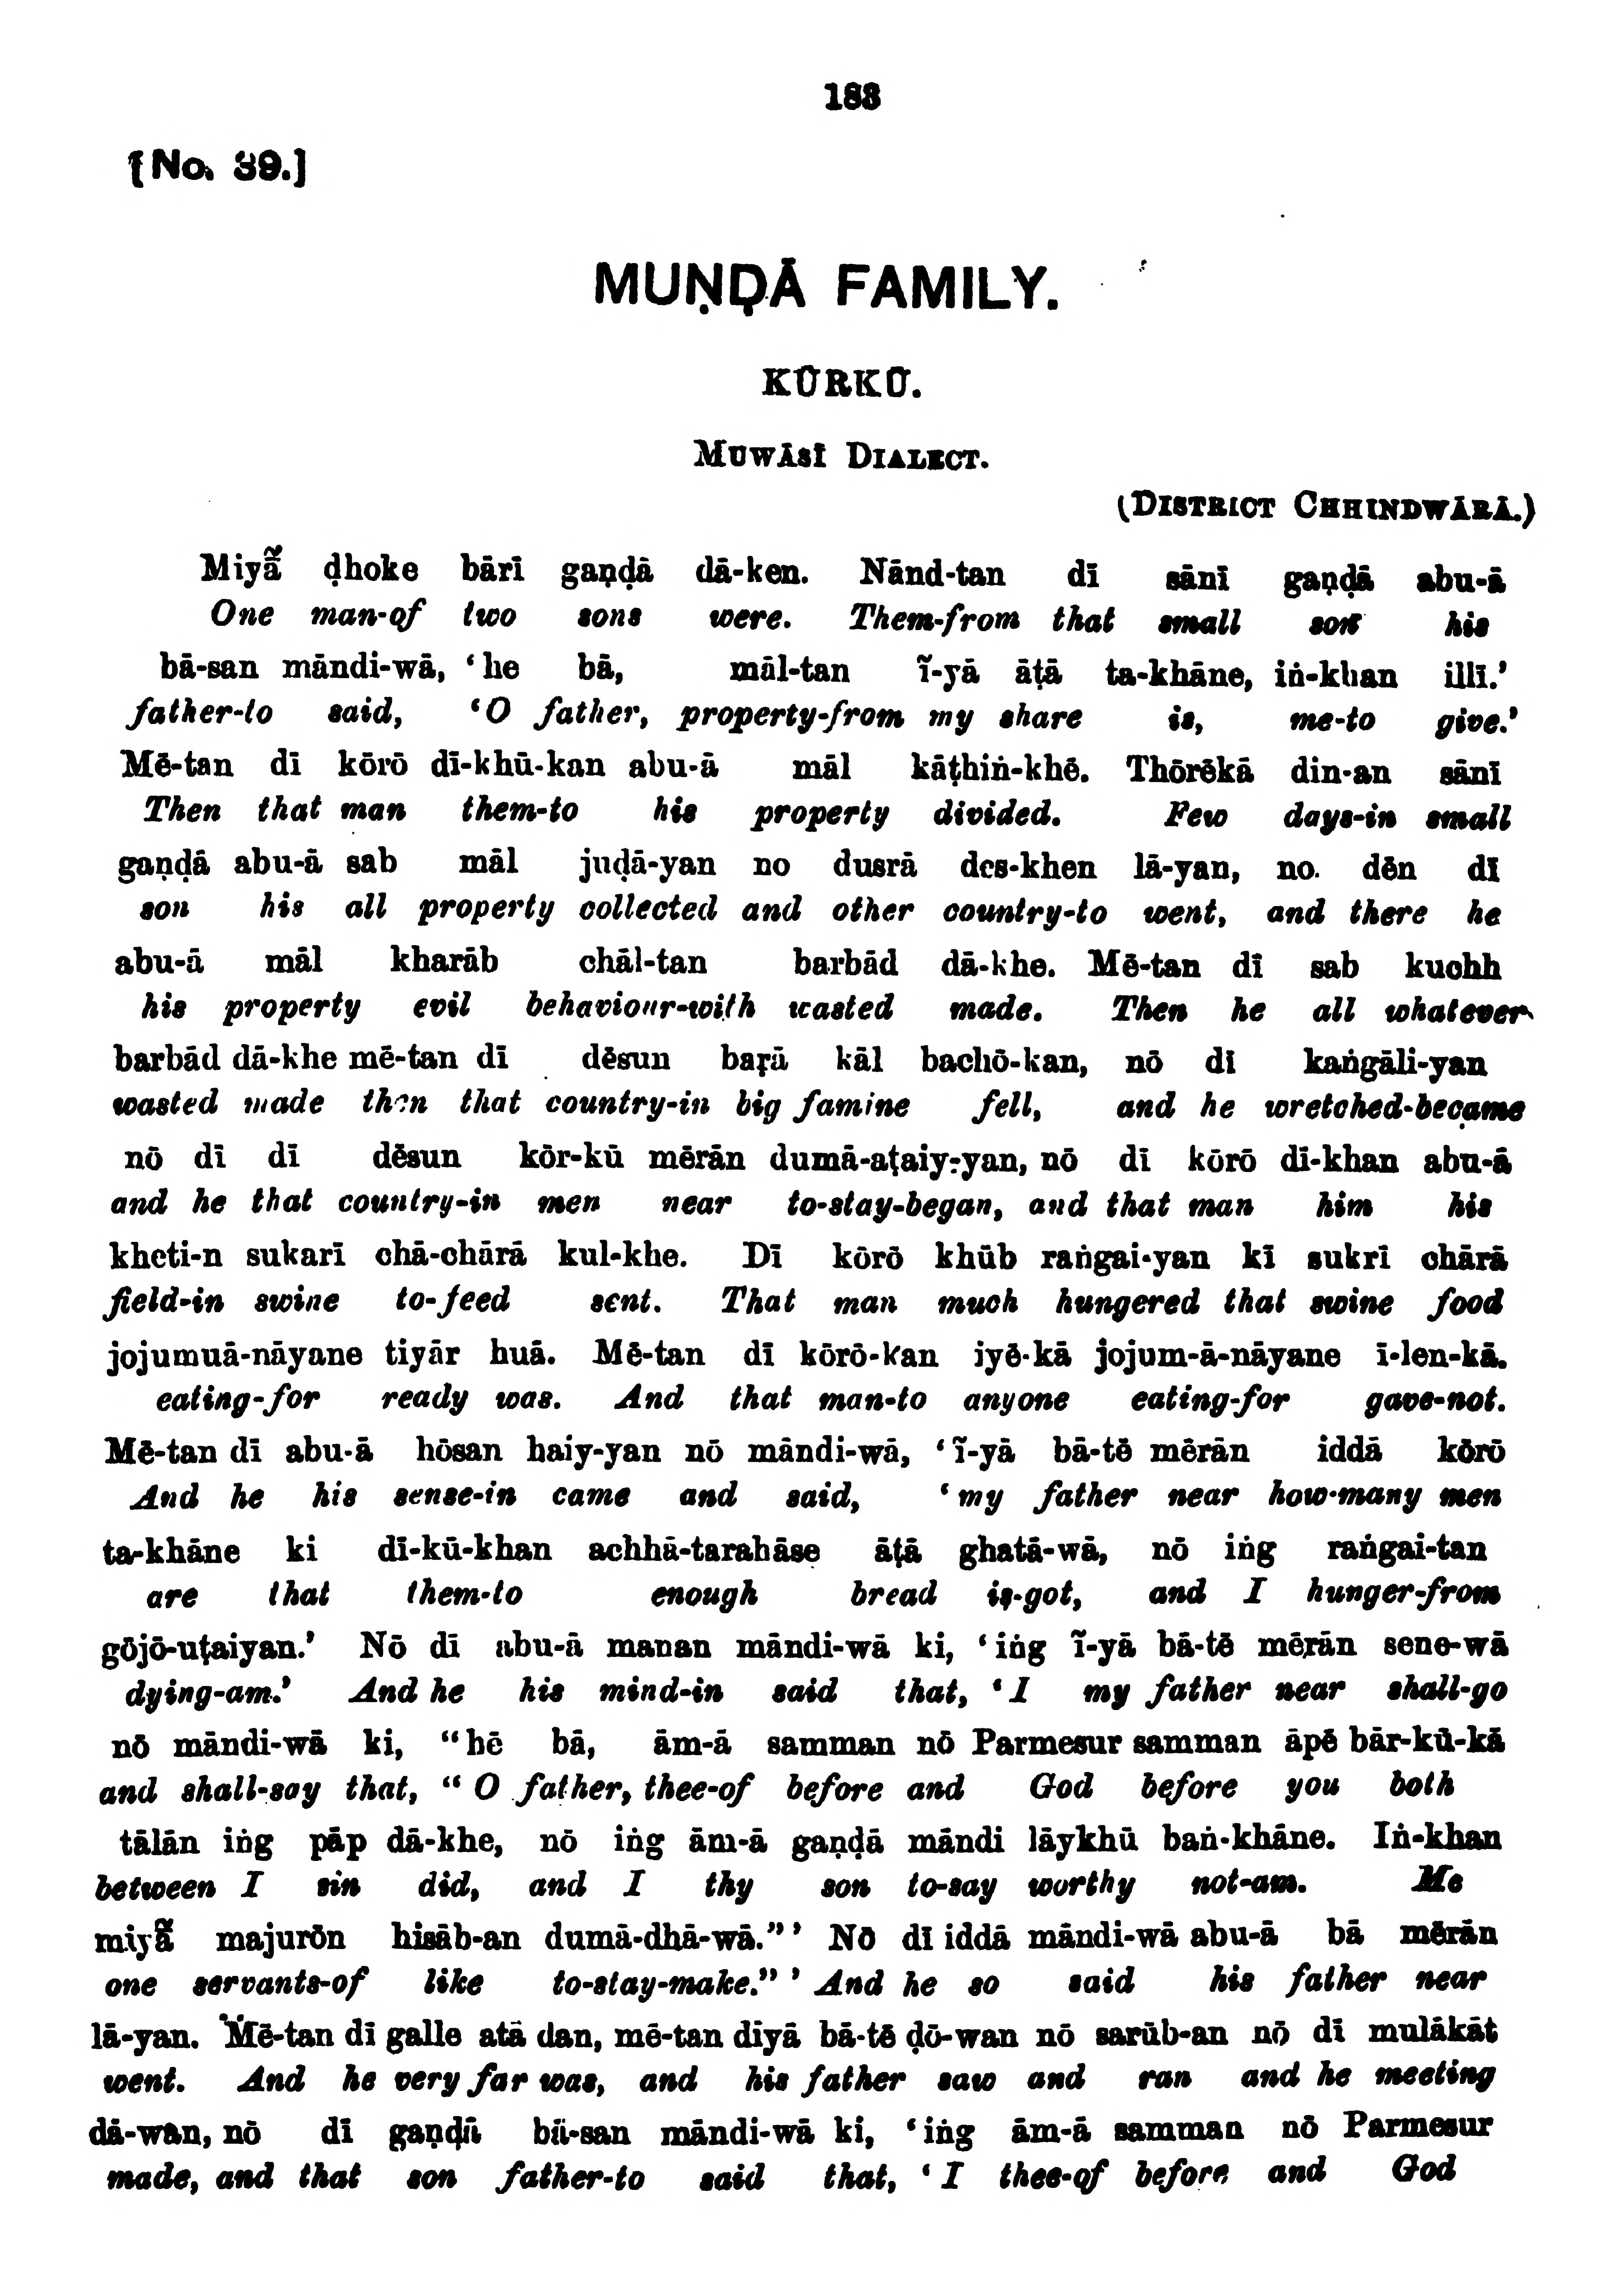 183
[No. 39.]
MUṆḌĀ FAMILY.
KŪRKŪ.
MUWĀSĪ DIALECT.
(DISTRICT CHHINDWĀRĀ.)
Miyā̃ ḍhoke bārī gaṇḍā dā-ken. Nānd-tan dī sānī gaṇḍā abu-ā
One man-of two sons were. Them-from that small son his
bā-san māndi-wā, ‘he bā, māl-tan ĩ-yā āṭā ta-khāne, iṅ-khan illī.’
father-to said, ‘O father, property-from my share is, me-to give.’
Mē-tan dī kōrō dī-khū-kan abu-ā māl kāṭhiṅ-khē. Thōrēkā din-an sānī
Then that man them-to his property divided. Few days-in small
gaṇḍā abu-ā sab māl juḍā-yan no dusrā des-khen lā-yan, no. dēn dī
son his all property collected and other country-to went, and there he
abu-ā māl kharāb chāl-tan barbād dā-khe. Mē-tan dī sab kuchh
his property evil behaviour-with wasted made. Then he all whatever
barbād dā-khe mē-tan dī dēsun baṛā kāl bachō-kan, nō dī kaṅgāli-yan
wasted made then that country-in big famine fell, and he wretched-became
nō dī dī dēsun kōr-kū mērān dumā-aṭaiy-yan, nō dī kōrō dī-khan abu-ā
and he that country-in men near to-stay-began, and that man him his
kheti-n sukarī chā-chārā kul-khe. Dī kōrō khūb raṅgai-yan kī sukrī chārā
field-in swine to-feed sent. That man much hungered that swine food
jojumuā-nāyane tiyār huā. Mē-tan dī kōrō-kan iyē-kā jojum-ā-nāyane ī-len-kā.
eating-for ready was. And that man-to anyone eating-for gave-not.
Mē-tan dī abu-ā hōsan haiy-yan nō māndi-wā, ‘ĩ-yā bā-tē mērān iddā kōrō
And he his sense-in came and said, ‘my father near how-many men
ta-khāne ki dī-kū-khan achhā-tarahāse āṭā ghatā-wā, nō iṅg raṅgai-tan
are that them-to enough bread is-got, and I hunger-from
gōjō-uṭaiyan.’ Nō dī abu-ā manan māndi-wā ki, ‘iṅg ĩ-yā bā-tē mērān sene-wā
dying-am.’ And he his mind-in said that, ‘I my father near shall-go
nō māndi-wā ki, “hē bā, ām-ā samman nō Parmesur samman āpē bār-kū-kā
and shall-say that, “O father, thee-of before and God before you both
tālān iṅg pāp dā-khe, nō iṅg ām-ā gaṇḍā māndi lāykhū baṅ-khāne. Iṅ-khan
between I sin did, and I thy son to-say worthy not-am. Me
miyā̃ majurōn hisāb-an dumā-dhā-wā.”’ Nō dī iddā māndi-wā abu-ā bā mērān
one servants-of like to-stay-make.”’ And he so said his father near
lā-yan. Mē-tan dī galle atā dan, mē-tan diyā bā-tē ḍō-wan nō sarūb-an nō dī mulākāt
went. And he very far was, and his father saw and ran and he meeting
dā-wan, nō dī gaṇḍā bā-san māndi-wā ki, ‘iṅg ām-ā samman nō Parmesur
made, and that son father-to said that, ‘I thee-of before and God